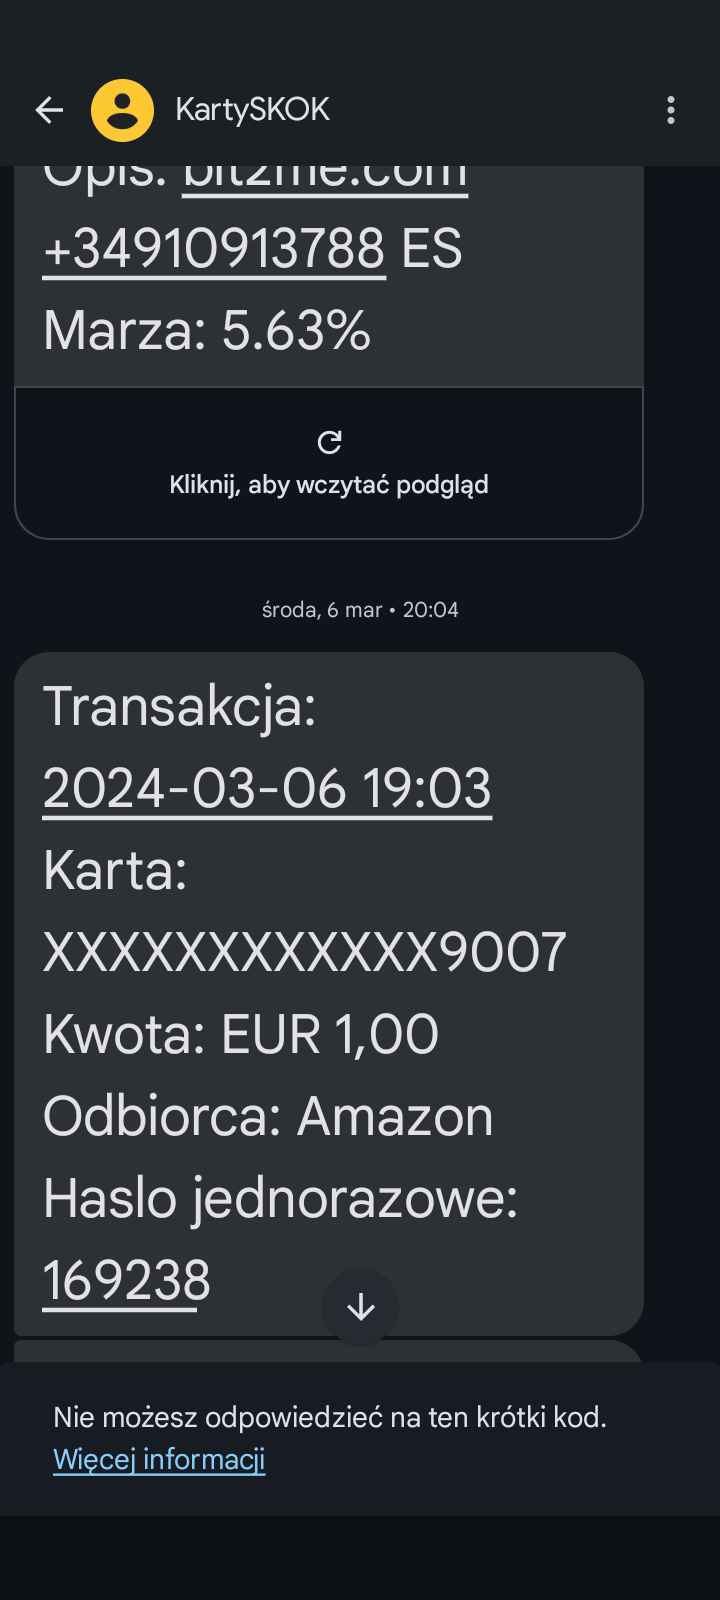 KartySKOK
Opis: bit2me.com
+34910913788 ES
Marza: 5.63%
Kliknij, aby wczytać podgląd
środa, 6 mar • 20:04
Transakcja:
2024-03-06 19:03
Karta:
XXXXXXXXXXXX9007
Kwota: EUR 1,00
Odbiorca: Amazon
Haslo jednorazowe:
169238
Nie możesz odpowiedzieć na ten krótki kod.
Więcej informacji